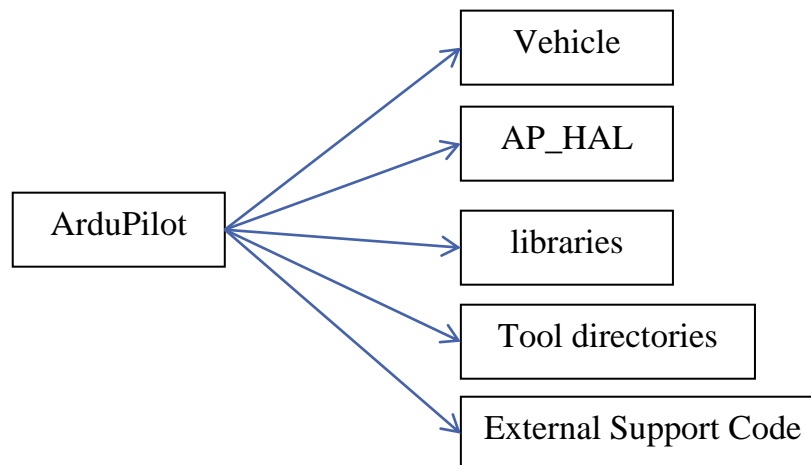 Vehicle
AP_HAL
ArduPilot
libraries
Tool directories
External Support Code